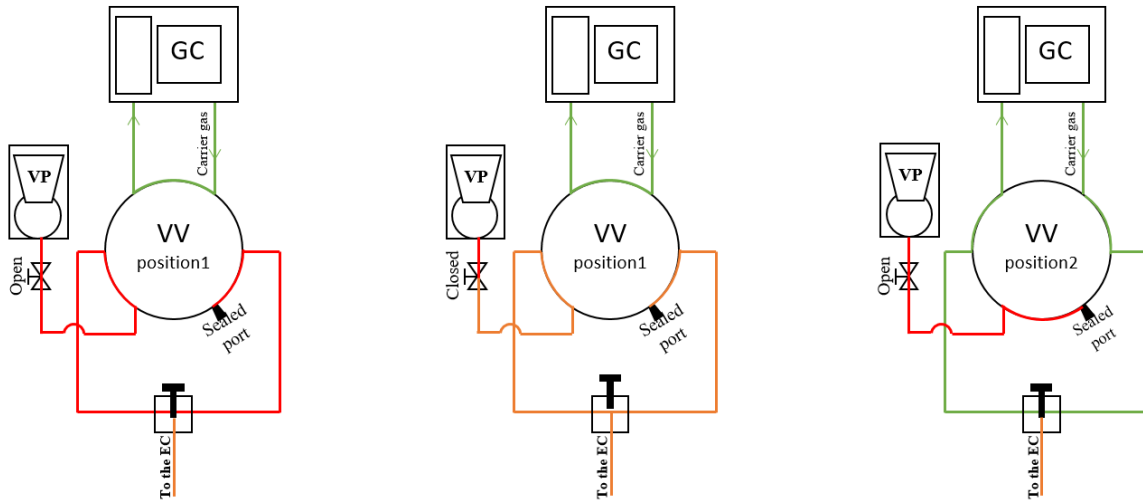 GC
Carrier gas
VP
VV
position1
Open
Sealed
port
To the EC
GC
Carrier gas
VP
VV
position1
Closed
Sealed
port
To the EC
GC
Carrier gas
VP
VV
position2
Open
Sealed
port
To the EC